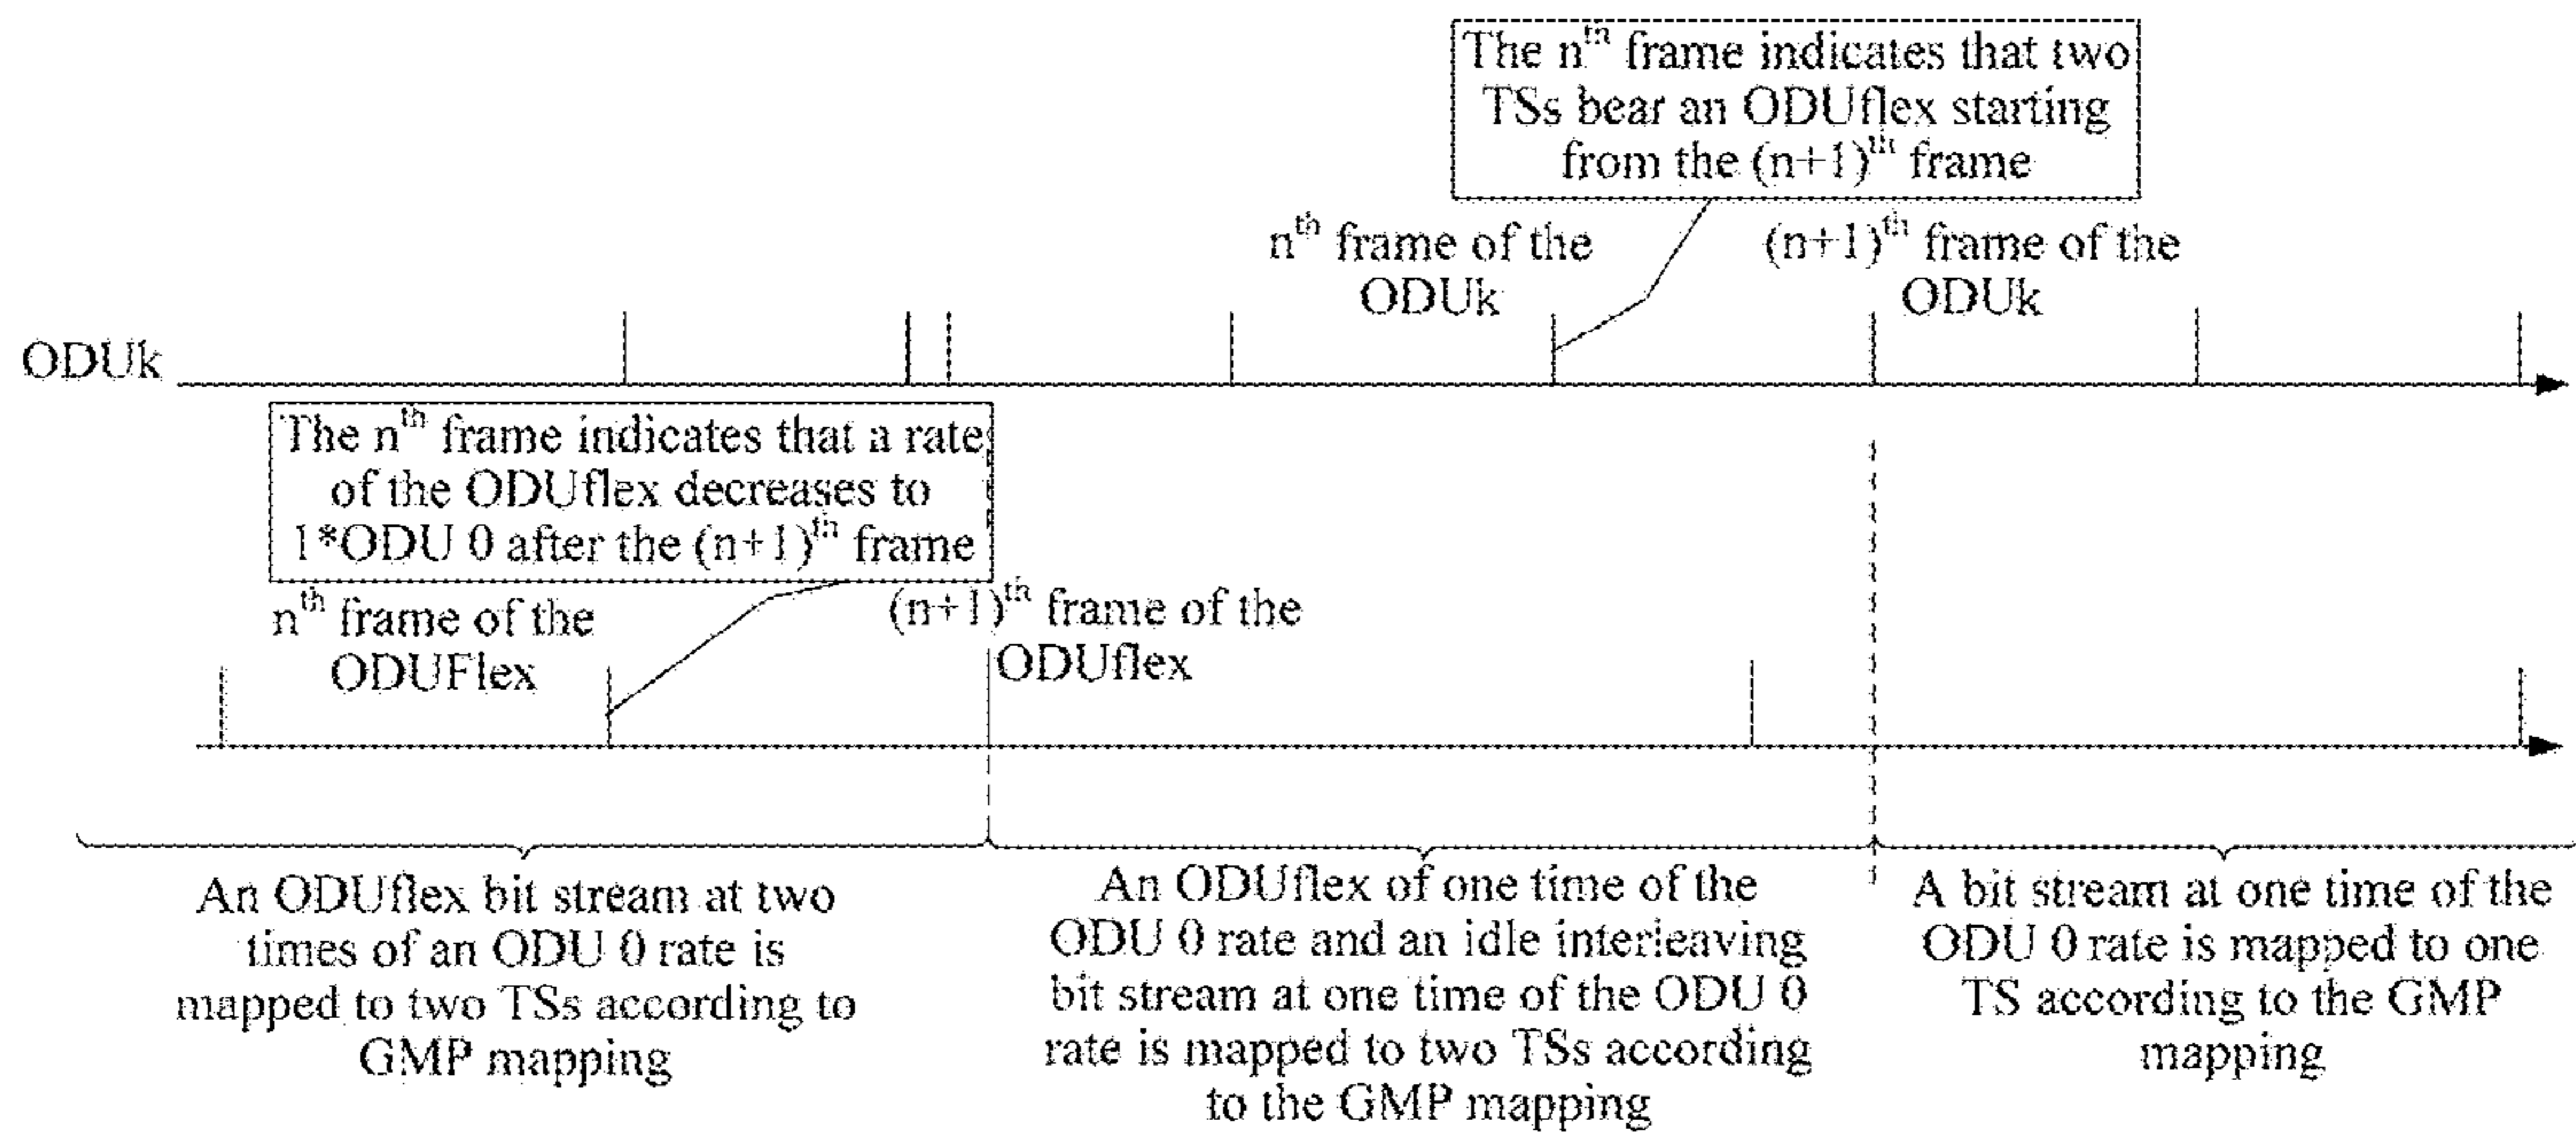 The nth frame indicates that two
TSs bear an ODUflex starting
from the (n+1)th frame
nth frame of the
ODUk
(n+1)th frame of the
ODUk
ODUk
The nth frame indicates that a rate
of the ODUflex decreases to
1*ODU 0 after the (n+1)th frame
nth frame of the
ODUFlex
(n+1)th frame of the
ODUflex
An ODUflex bit stream at two
times of an ODU 0 rate is
mapped to two TSs according to
GMP mapping
An ODUflex of one time of the
ODU 0 rate and an idle interleaving
bit stream at one time of the ODU 0
rate is mapped to two TSs according
to the GMP mapping
A bit stream at one time of the
ODU 0 rate is mapped to one
TS according to the GMP
mapping